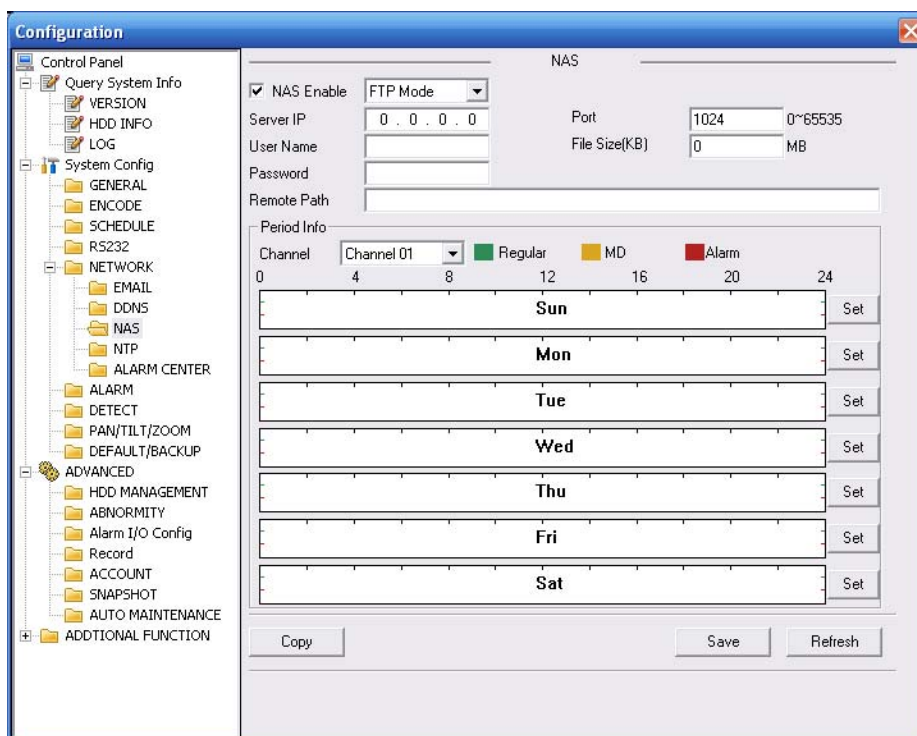 Configuration
Control Panel
Query System Info
VERSION
HDD INFO
LOG
System Config
GENERAL
ENCODE
SCHEDULE
RS232
NETWORK
EMAIL
DDNS
NAS
NTP
ALARM CENTER
ALARM
DETECT
PAN/TILT/ZOOM
DEFAULT/BACKUP
ADVANCED
HDD MANAGEMENT
ABNORMITY
Alarm I/O Config
Record
ACCOUNT
SNAPSHOT
AUTO MAINTENANCE
ADDTIONAL FUNCTION
NAS
NAS Enable FTP Mode
Server IP 0 . 0 . 0 . 0 Port 1024 0~65535
User Name File Size(KB) 0 MB
Password
Remote Path
Period Info
Channel Channel 01 Regular MD Alarm
0 4 8 12 16 20 24
Sun Set
Mon Set
Tue Set
Wed Set
Thu Set
Fri Set
Sat Set
Copy Save Refresh